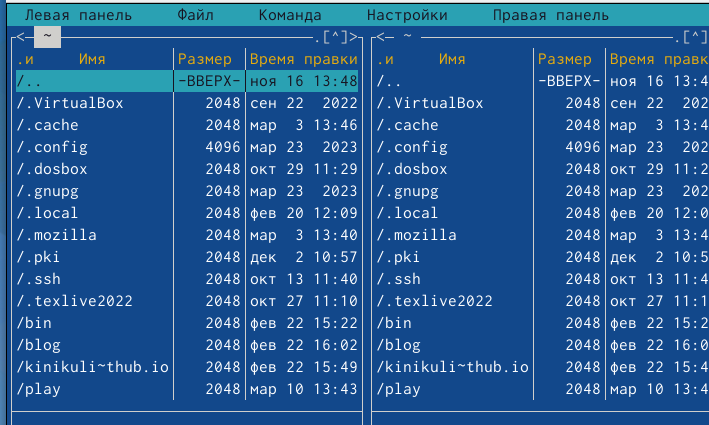 Левая панель Файл Команда Настройки Правая панель
<─ ~ .[^]> <─ ~ .[^]
.и Имя Размер Время правки .и Имя Размер Время правк
/.. -ВВЕРХ- ноя 16 13:48 /.. -ВВЕРХ- ноя 16 13:4
/.VirtualBox 2048 сен 22 2022 /.VirtualBox 2048 сен 22 202
/.cache 2048 мар 3 13:46 /.cache 2048 мар 3 13:4
/.config 4096 мар 23 2023 /.config 4096 мар 23 202
/.dosbox 2048 окт 29 11:29 /.dosbox 2048 окт 29 11:2
/.gnupg 2048 мар 23 2023 /.gnupg 2048 мар 23 202
/.local 2048 фев 20 12:09 /.local 2048 фев 20 12:0
/.mozilla 2048 мар 3 13:40 /.mozilla 2048 мар 3 13:4
/.pki 2048 дек 2 10:57 /.pki 2048 дек 2 10:5
/.ssh 2048 окт 13 11:40 /.ssh 2048 окт 13 11:4
/.texlive2022 2048 окт 27 11:10 /.texlive2022 2048 окт 27 11:1
/bin 2048 фев 22 15:22 /bin 2048 фев 22 15:2
/blog 2048 фев 22 16:02 /blog 2048 фев 22 16:0
/kinikuli~thub.io 2048 фев 22 15:49 /kinikuli~thub.io 2048 фев 22 15:4
/play 2048 мар 10 13:43 /play 2048 мар 10 13:4